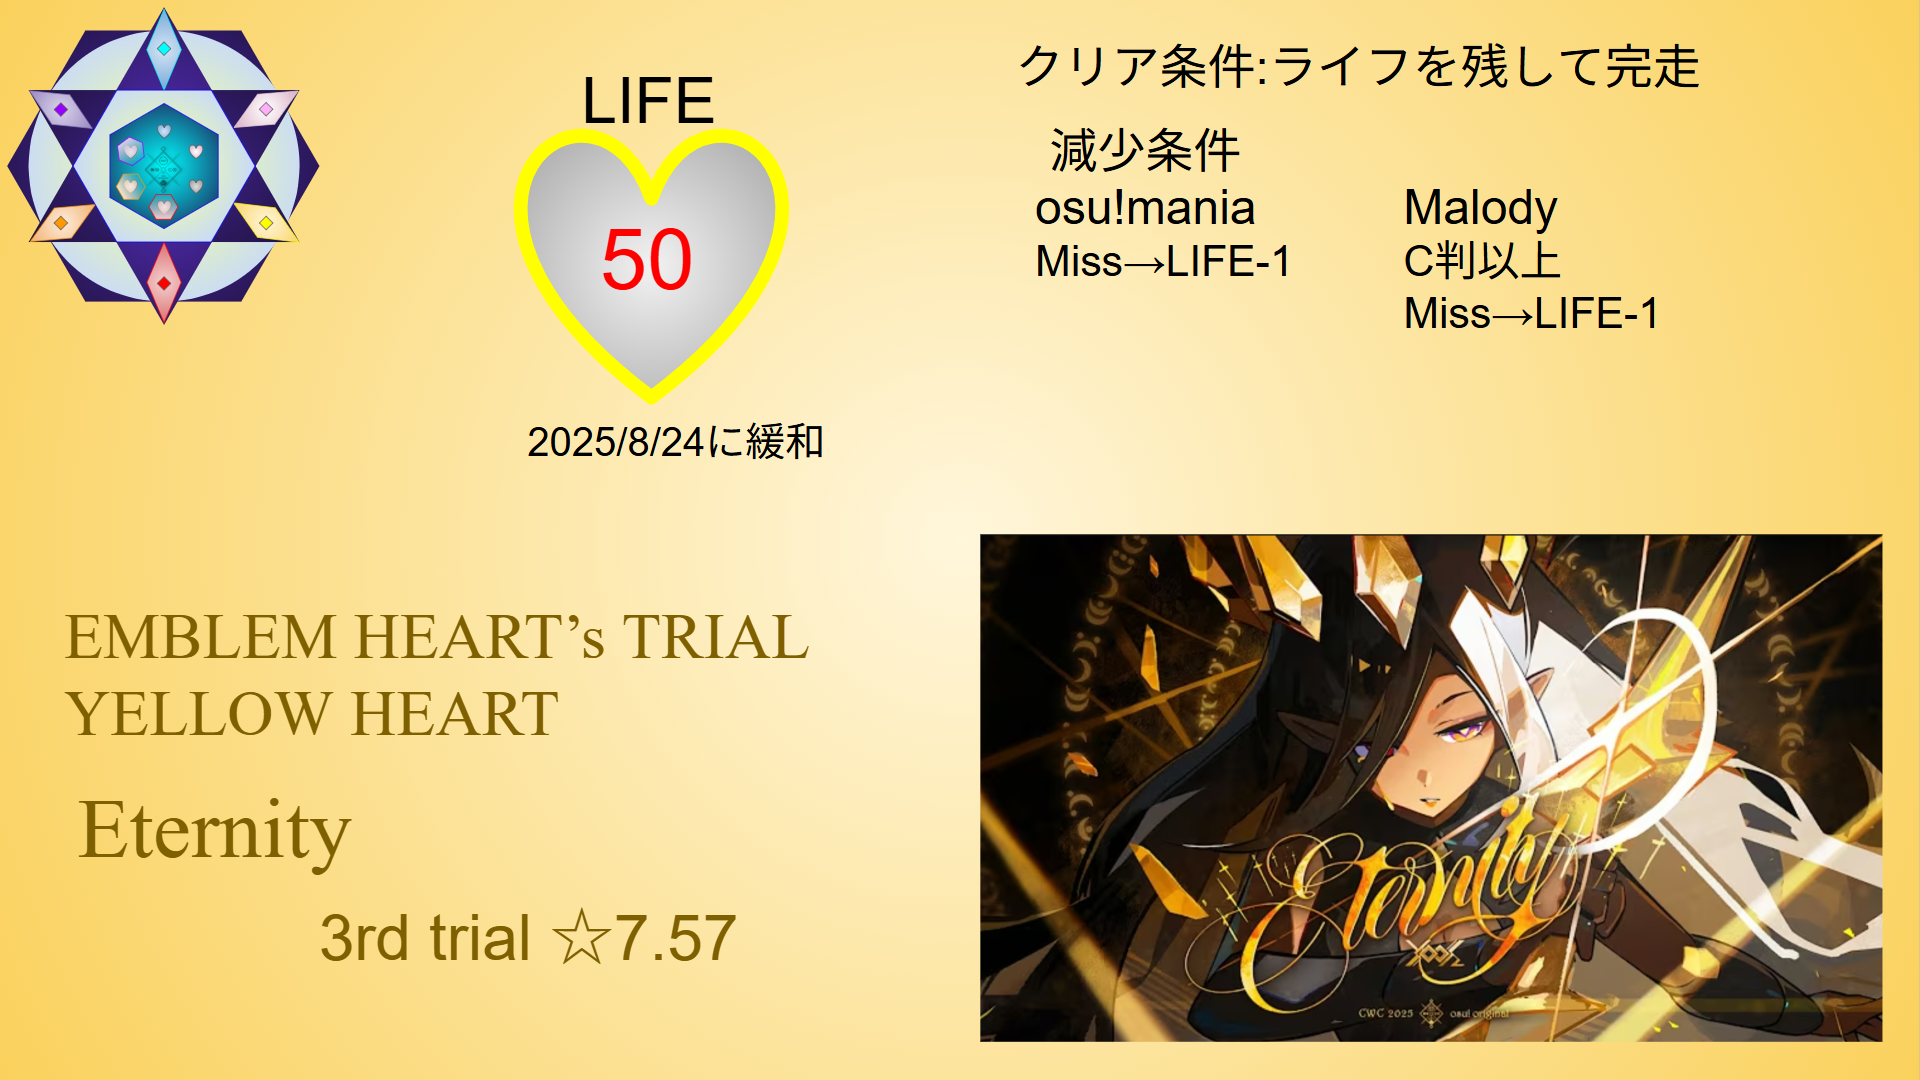 LIFE
50
2025/8/24に緩和
クリア条件:ライフを残して完走
減少条件
osu!mania
Miss→LIFE-1
Malody
C判以上
Miss→LIFE-1
EMBLEM HEART’s TRIAL
YELLOW HEART
Eternity
3rd trial ☆7.57
Eternity
xi
CWC 2025 osu! original